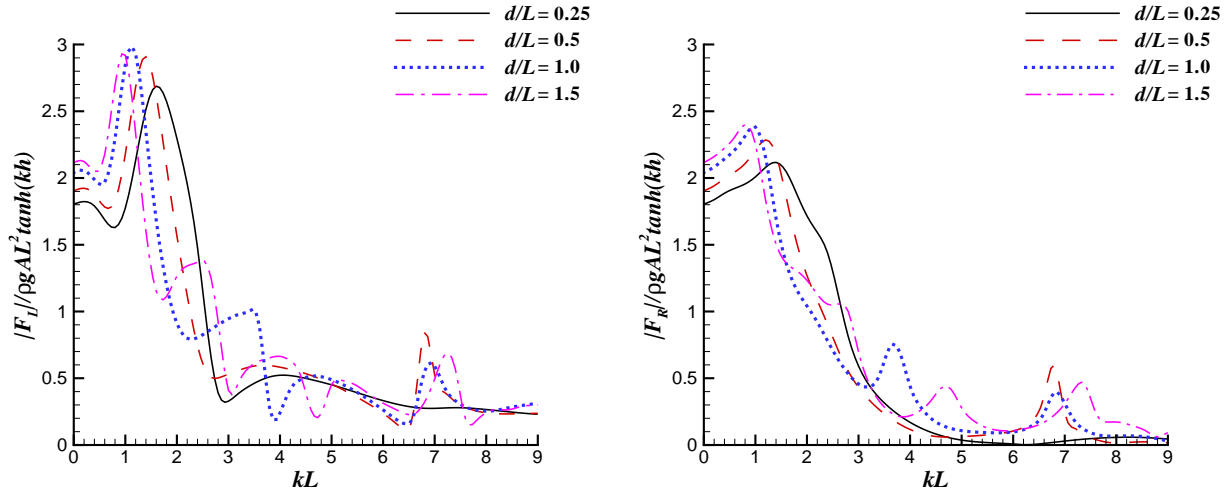 d/L= 0.25
d/L= 0.5
d/L= 1.0
d/L= 1.5
|F_L|/ρgAL²tanh(kh)
3
2.5
2
1.5
1
0.5
0
0 1 2 3 4 5 6 7 8 9
kL
d/L= 0.25
d/L= 0.5
d/L= 1.0
d/L= 1.5
|F_R|/ρgAL²tanh(kh)
3
2.5
2
1.5
1
0.5
0
0 1 2 3 4 5 6 7 8 9
kL